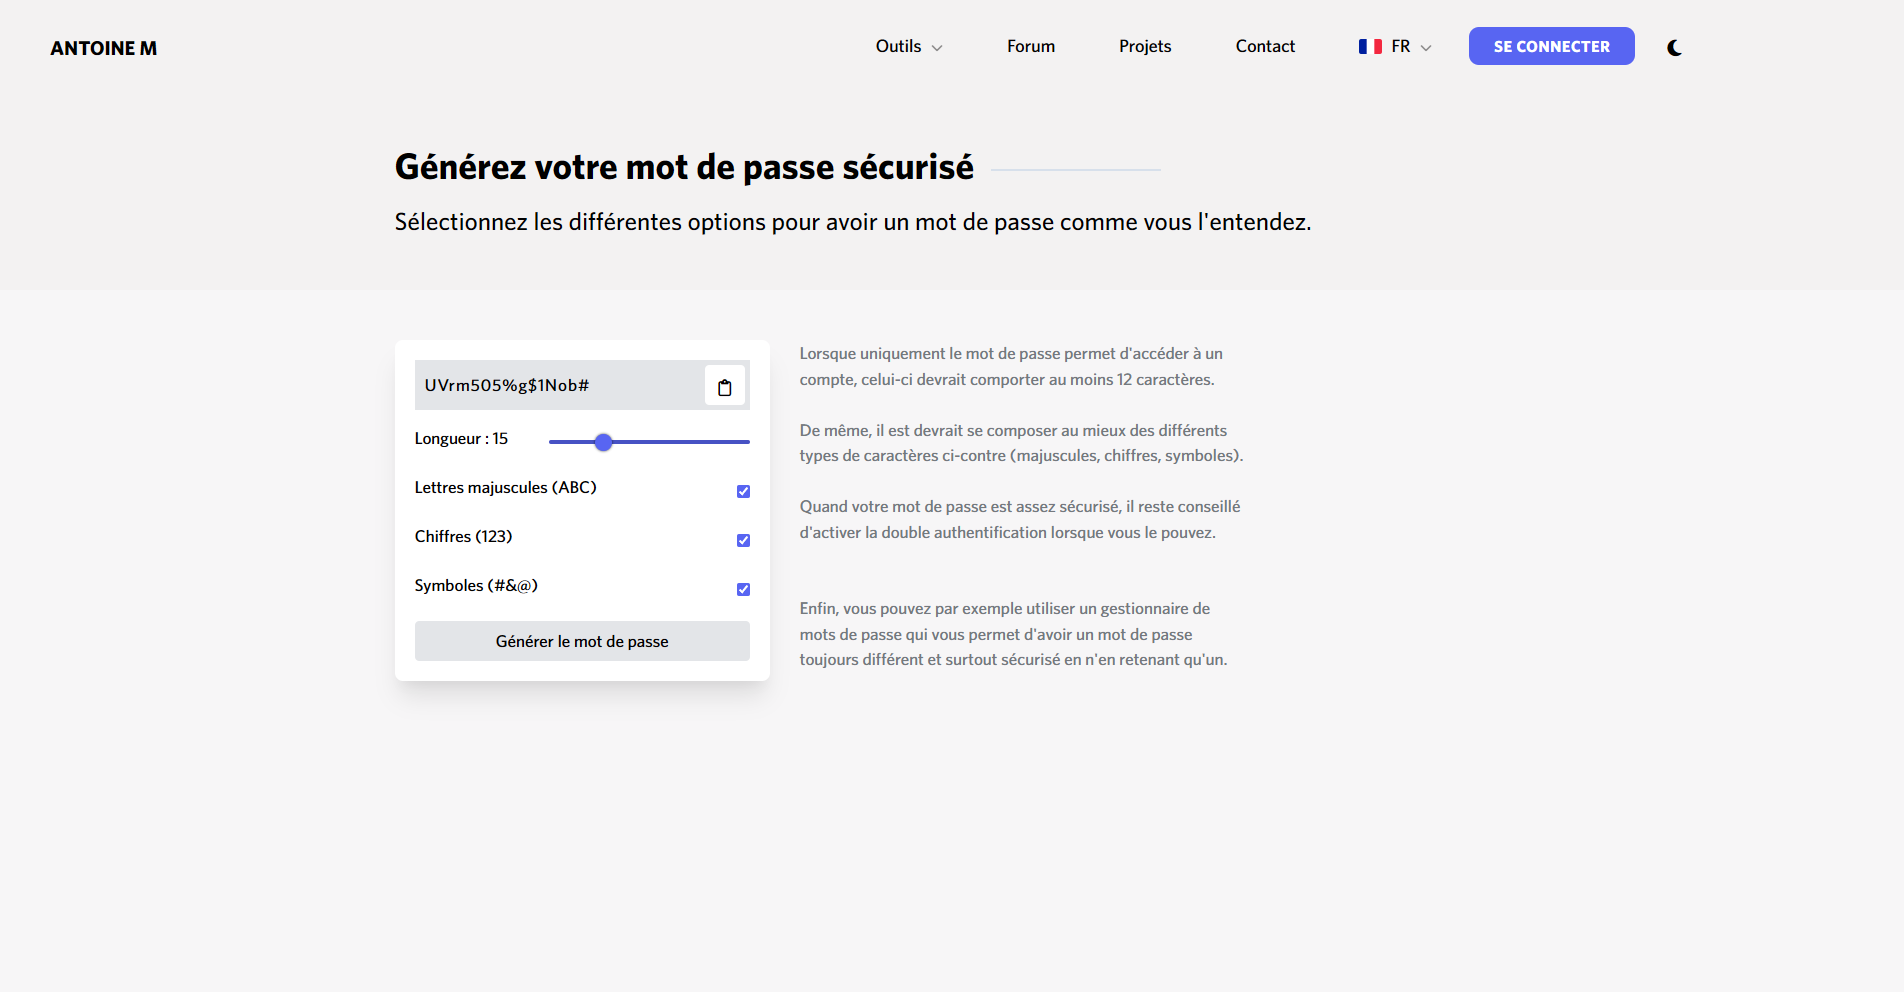 ANTOINE M
Outils
Forum
Projets
Contact
FR
SE CONNECTER
Générez votre mot de passe sécurisé
Sélectionnez les différentes options pour avoir un mot de passe comme vous l'entendez.
UVrm505%g$1Nob#
Longueur : 15
Lettres majuscules (ABC)
Chiffres (123)
Symboles (#&@)
Générer le mot de passe
Lorsque uniquement le mot de passe permet d'accéder à un
compte, celui-ci devrait comporter au moins 12 caractères.
De même, il est devrait se composer au mieux des différents
types de caractères ci-contre (majuscules, chiffres, symboles).
Quand votre mot de passe est assez sécurisé, il reste conseillé
d'activer la double authentification lorsque vous le pouvez.
Enfin, vous pouvez par exemple utiliser un gestionnaire de
mots de passe qui vous permet d'avoir un mot de passe
toujours différent et surtout sécurisé en n'en retenant qu'un.